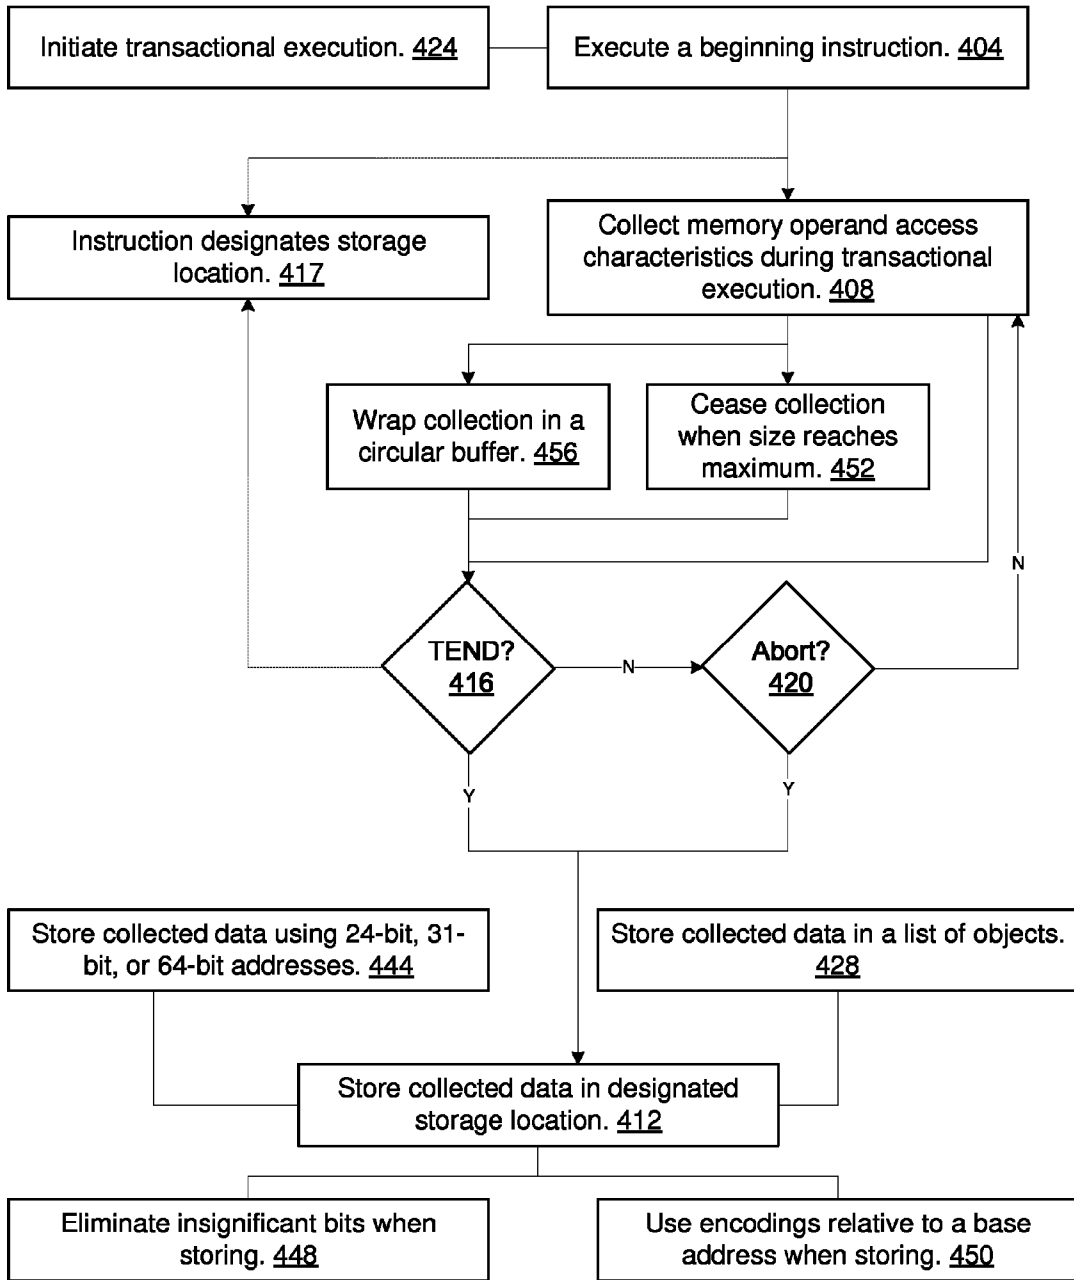 Initiate transactional execution. 424
Execute a beginning instruction. 404
Instruction designates storage
location. 417
Collect memory operand access
characteristics during transactional
execution. 408
Wrap collection in a
circular buffer. 456
Cease collection
when size reaches
maximum. 452
N
TEND?
416
N
Abort?
420
Y
Y
Store collected data using 24-bit, 31-
bit, or 64-bit addresses. 444
Store collected data in a list of objects.
428
Store collected data in designated
storage location. 412
Eliminate insignificant bits when
storing. 448
Use encodings relative to a base
address when storing. 450